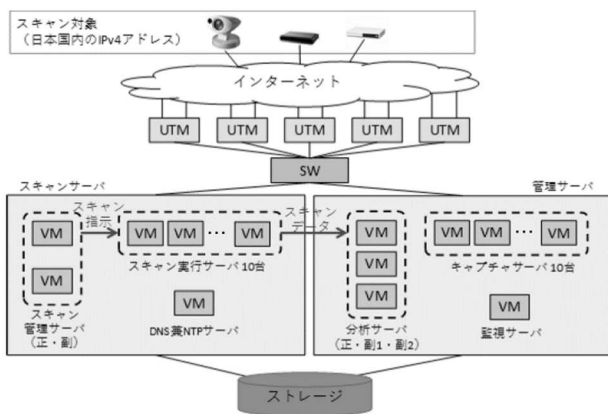 スキャン対象
（日本国内のIPv4アドレス）
インターネット
UTM
UTM
UTM
UTM
UTM
SW
スキャンサーバ
管理サーバ
スキャン
指示
スキャン
データ
VM
VM
VM
VM
…
VM
スキャン実行サーバ 10台
VM
スキャン
管理サーバ
（正・副）
VM
DNS兼NTPサーバ
VM
VM
VM
分析サーバ
（正・副1・副2）
VM
VM
…
VM
キャプチャサーバ 10台
VM
監視サーバ
ストレージ